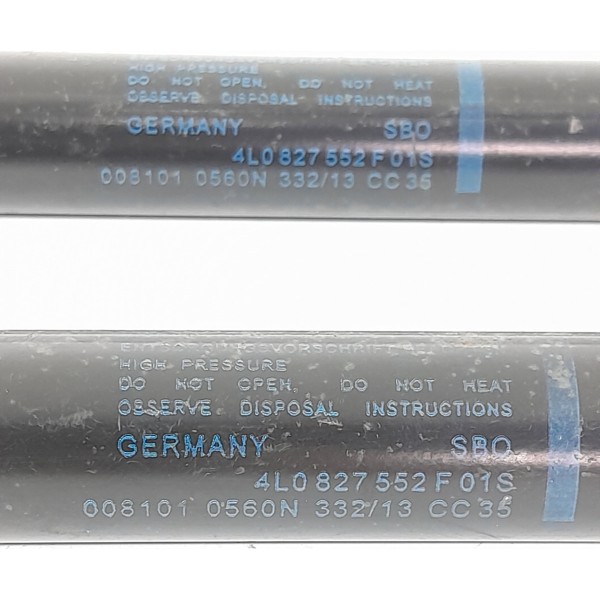 HIGH PRESSURE
DO NOT OPEN, DO NOT HEAT
OBSERVE DISPOSAL INSTRUCTIONS
GERMANY SBO
4L0 827 552 F 01S
008101 0560N 332/13 CC 35
ENTSORGUNGSVORSCHRIFT
HIGH PRESSURE
DO NOT OPEN, DO NOT HEAT
OBSERVE DISPOSAL INSTRUCTIONS
GERMANY SBO
4L0 827 552 F 01S
008101 0560N 332/13 CC 35